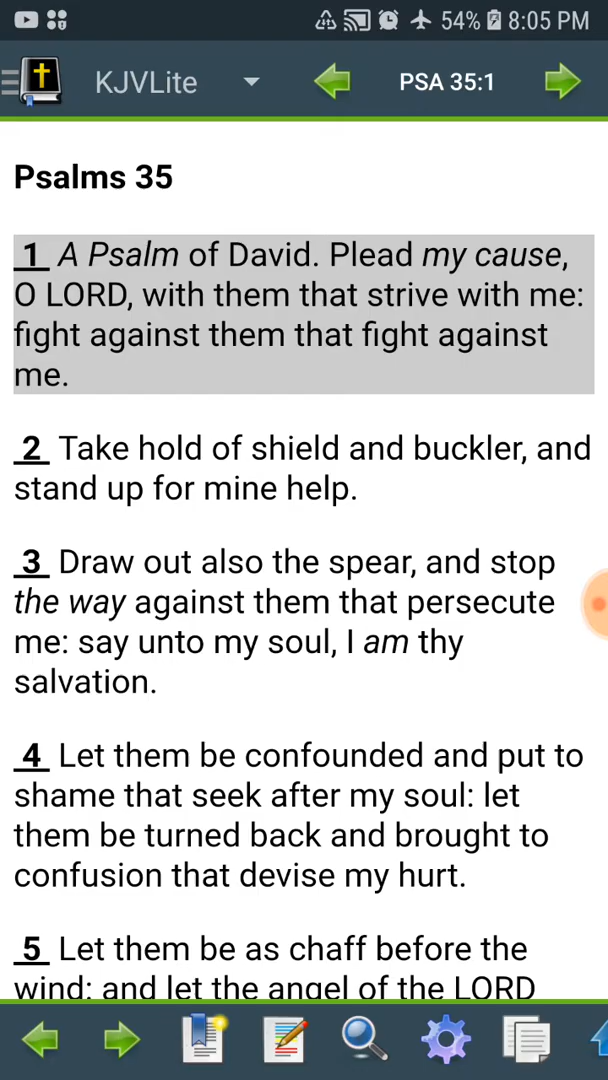 54% 8:05 PM
KJVLite PSA 35:1
Psalms 35
1 A Psalm of David. Plead my cause,
O LORD, with them that strive with me:
fight against them that fight against
me.
2 Take hold of shield and buckler, and
stand up for mine help.
3 Draw out also the spear, and stop
the way against them that persecute
me: say unto my soul, I am thy
salvation.
4 Let them be confounded and put to
shame that seek after my soul: let
them be turned back and brought to
confusion that devise my hurt.
5 Let them be as chaff before the
wind: and let the angel of the LORD